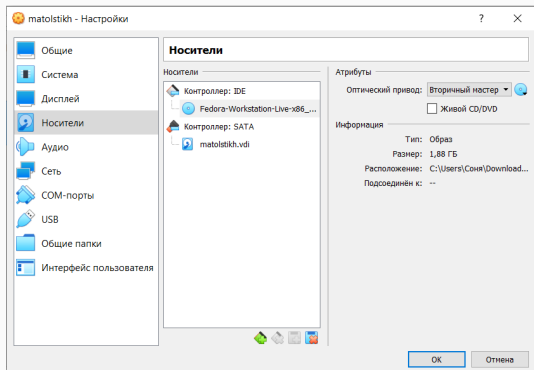 matolstikh - Настройки
Общие
Система
Дисплей
Носители
Аудио
Сеть
COM-порты
USB
Общие папки
Интерфейс пользователя
Носители
Носители
Контроллер: IDE
Fedora-Workstation-Live-x86_...
Контроллер: SATA
matolstikh.vdi
Атрибуты
Оптический привод: Вторичный мастер
Живой CD/DVD
Информация
Тип: Образ
Размер: 1,88 ГБ
Расположение: C:\Users\Соня\Download...
Подсоединён к: --
OK
Отмена